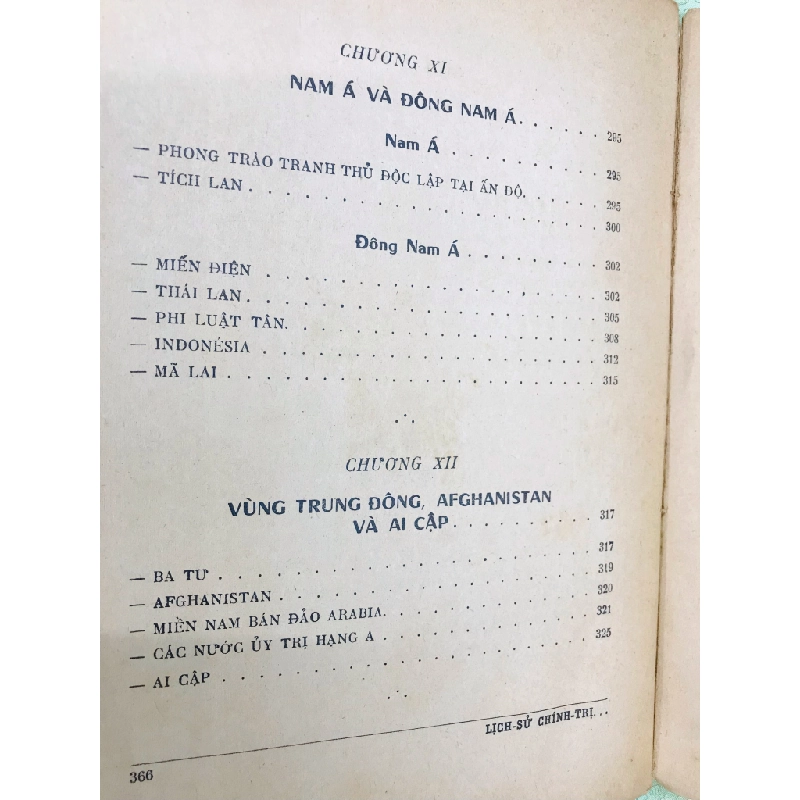 CHƯƠNG XI
NAM Á VÀ ĐÔNG NAM Á . . . . . . 295
Nam Á . . . . . . . . . 295
— PHONG TRÀO TRANH THỦ ĐỘC LẬP TẠI ẤN ĐỘ. . . . . 295
— TÍCH LAN . . . . . . . . . . . . . . . . 300
Đông Nam Á . . . . . . . . 302
— MIẾN ĐIỆN . . . . . . . . . . . . . . . . 302
— THÁI LAN . . . . . . . . . . . . . . . . 305
— PHI LUẬT TÂN. . . . . . . . . . . . . . . 308
— INDONÉSIA . . . . . . . . . . . . . . . . 312
— MÃ LAI . . . . . . . . . . . . . . . . . 315
CHƯƠNG XII
VÙNG TRUNG ĐÔNG, AFGHANISTAN
VÀ AI CẬP . . . . . . . . 317
— BA TƯ . . . . . . . . . . . . . . . . . 317
— AFGHANISTAN . . . . . . . . . . . . . . . 319
— MIỀN NAM BÁN ĐẢO ARABIA. . . . . . . . . . 320
— CÁC NƯỚC ỦY TRỊ HẠNG A . . . . . . . . . . 321
— AI CẬP . . . . . . . . . . . . . . . . . 325
LỊCH-SỬ CHÍNH-TRỊ . . .
366